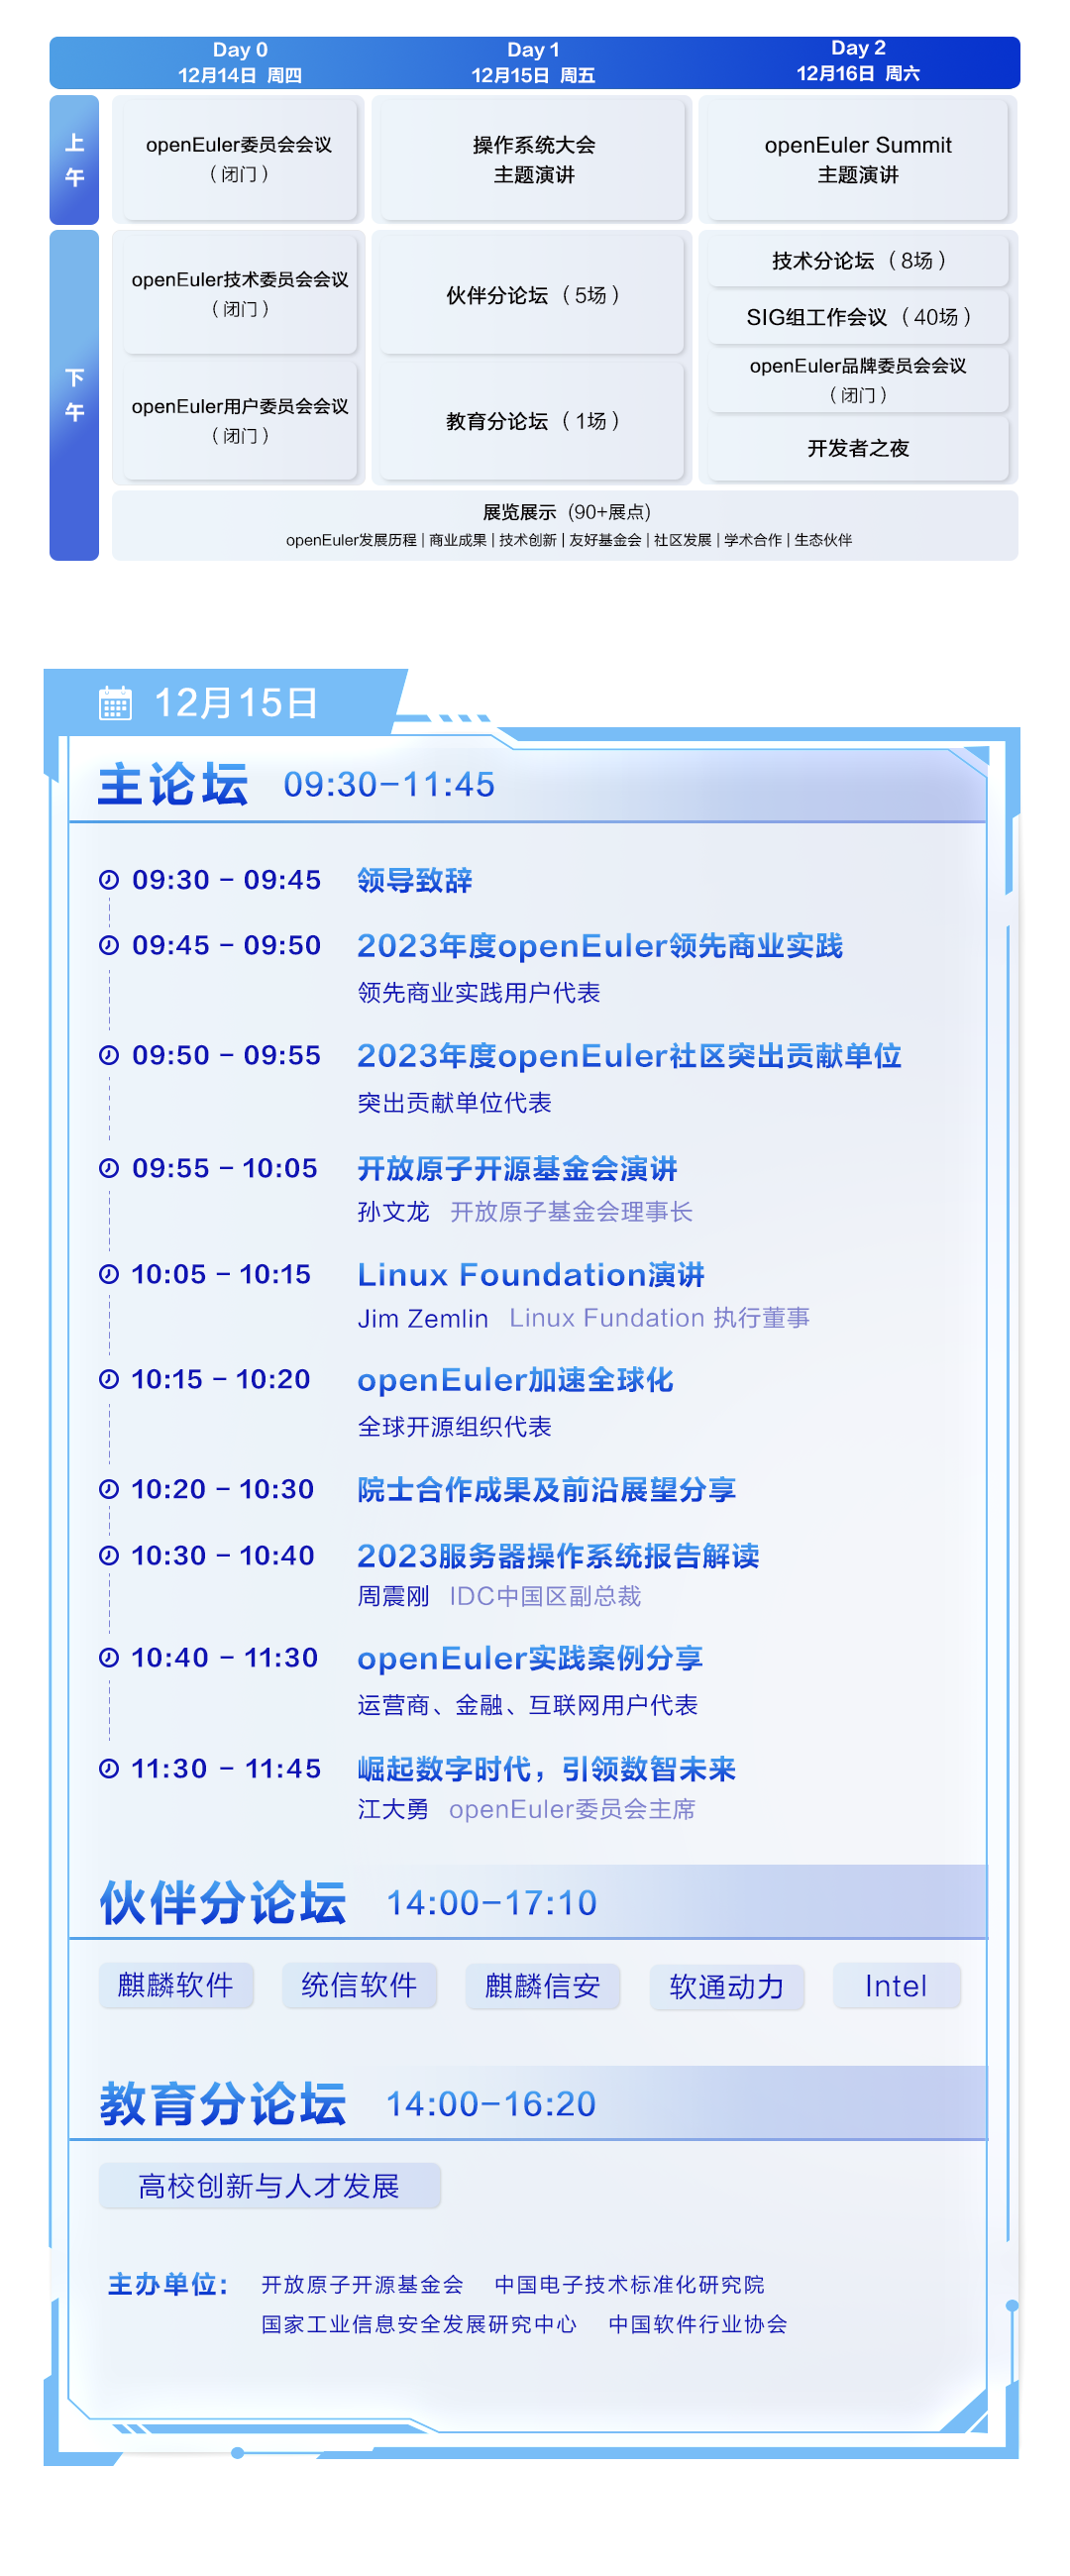 Day 0
12月14日 周四
Day 1
12月15日 周五
Day 2
12月16日 周六
上午
openEuler委员会会议
（闭门）
操作系统大会
主题演讲
openEuler Summit
主题演讲
下午
openEuler技术委员会会议
（闭门）
openEuler用户委员会会议
（闭门）
伙伴分论坛（5场）
教育分论坛（1场）
技术分论坛（8场）
SIG组工作会议（40场）
openEuler品牌委员会会议
（闭门）
开发者之夜
展览展示 (90+展点)
openEuler发展历程 | 商业成果 | 技术创新 | 友好基金会 | 社区发展 | 学术合作 | 生态伙伴
12月15日
主论坛 09:30-11:45
09:30 - 09:45 领导致辞
09:45 - 09:50 2023年度openEuler领先商业实践
领先商业实践用户代表
09:50 - 09:55 2023年度openEuler社区突出贡献单位
突出贡献单位代表
09:55 - 10:05 开放原子开源基金会演讲
孙文龙 开放原子基金会理事长
10:05 - 10:15 Linux Foundation演讲
Jim Zemlin Linux Fundation 执行董事
10:15 - 10:20 openEuler加速全球化
全球开源组织代表
10:20 - 10:30 院士合作成果及前沿展望分享
10:30 - 10:40 2023服务器操作系统报告解读
周震刚 IDC中国区副总裁
10:40 - 11:30 openEuler实践案例分享
运营商、金融、互联网用户代表
11:30 - 11:45 崛起数字时代，引领数智未来
江大勇 openEuler委员会主席
伙伴分论坛 14:00-17:10
麒麟软件 统信软件 麒麟信安 软通动力 Intel
教育分论坛 14:00-16:20
高校创新与人才发展
主办单位: 开放原子开源基金会 中国电子技术标准化研究院
国家工业信息安全发展研究中心 中国软件行业协会